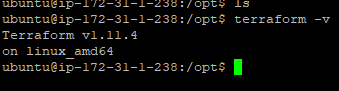 ubuntu@ip-172-31-1-238:/opt$ ls
ubuntu@ip-172-31-1-238:/opt$ terraform -v
Terraform v1.11.4
on linux_amd64
ubuntu@ip-172-31-1-238:/opt$